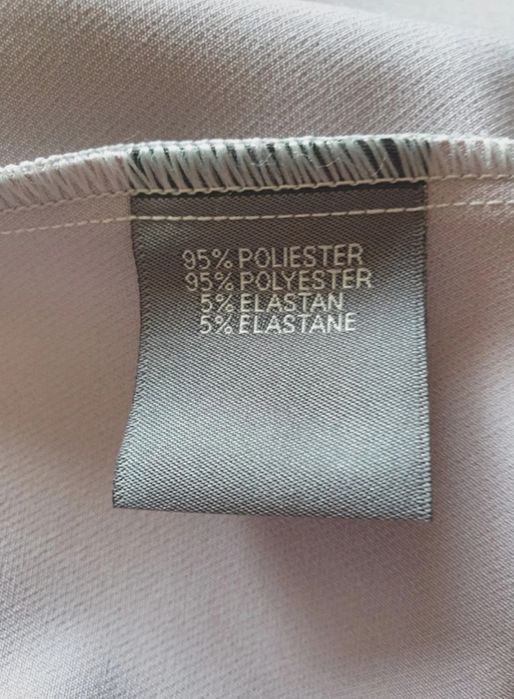 95% POLIESTER
95% POLYESTER
5% ELASTAN
5% ELASTANE